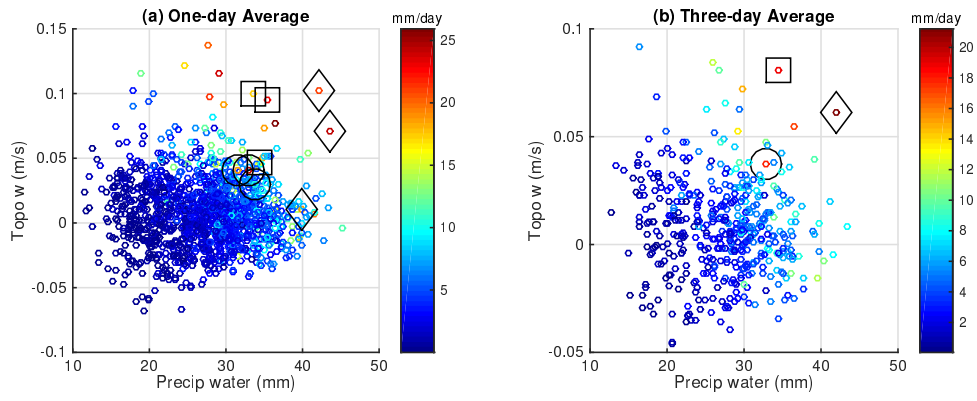 (a) One-day Average
mm/day
0.15
0.1
0.05
0
-0.05
-0.1
Topo w (m/s)
10 20 30 40 50
Precip water (mm)
25
20
15
10
5
(b) Three-day Average
mm/day
0.1
0.05
0
-0.05
Topo w (m/s)
10 20 30 40 50
Precip water (mm)
20
18
16
14
12
10
8
6
4
2